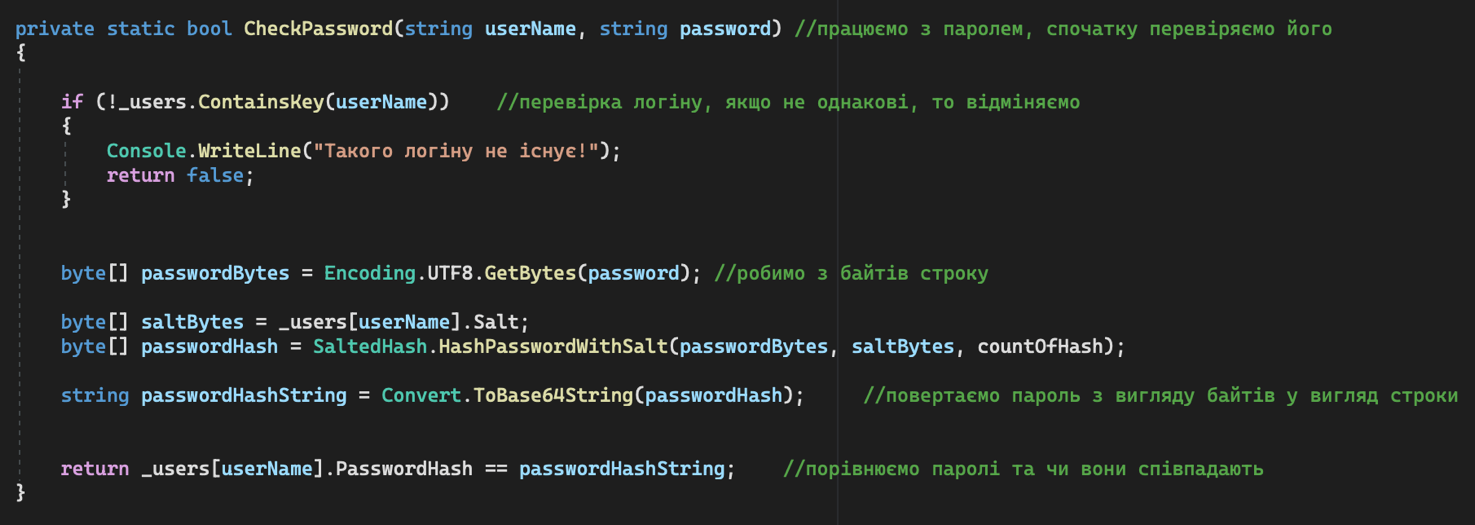 private static bool CheckPassword(string userName, string password) //працюємо з паролем, спочатку перевіряємо його
{
if (!_users.ContainsKey(userName)) //перевірка логіну, якщо не однакові, то відміняємо
{
Console.WriteLine("Такого логіну не існує!");
return false;
}
byte[] passwordBytes = Encoding.UTF8.GetBytes(password); //робимо з байтів строку
byte[] saltBytes = _users[userName].Salt;
byte[] passwordHash = SaltedHash.HashPasswordWithSalt(passwordBytes, saltBytes, countOfHash);
string passwordHashString = Convert.ToBase64String(passwordHash); //повертаємо пароль з вигляду байтів у вигляд строки
return _users[userName].PasswordHash == passwordHashString; //порівнюємо паролі та чи вони співпадають
}